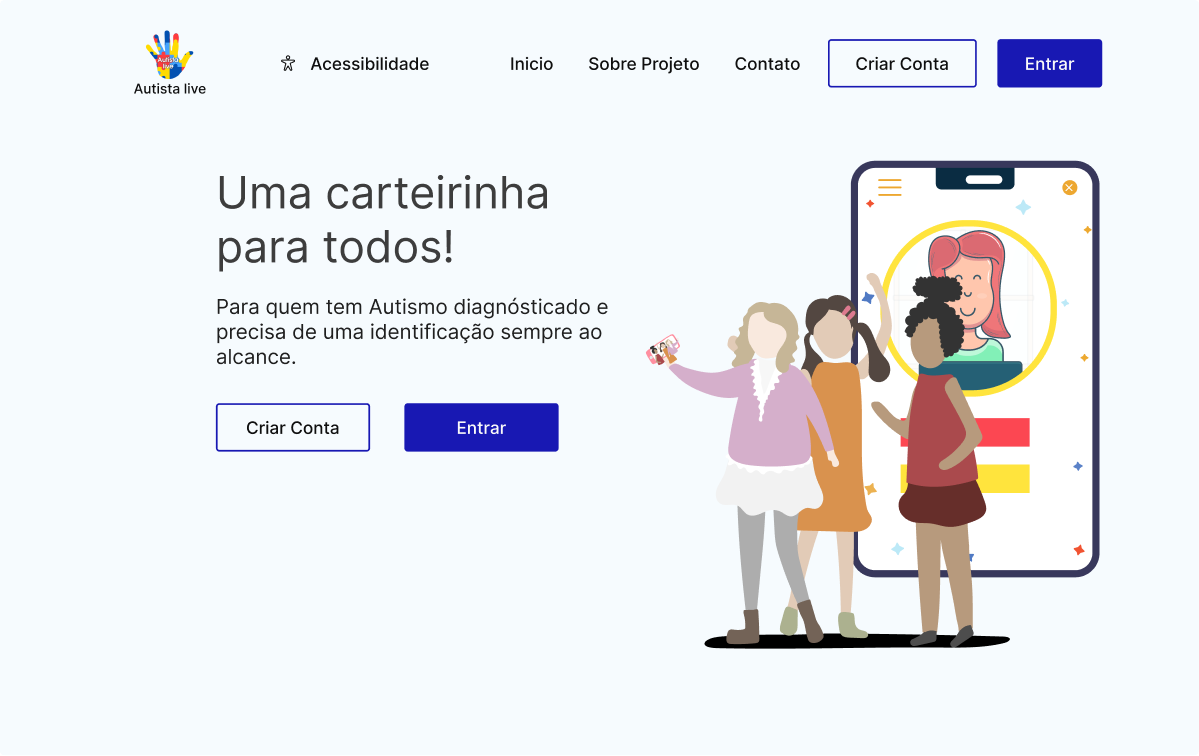 Autista
live
Autista live
Acessibilidade
Inicio
Sobre Projeto
Contato
Criar Conta
Entrar
Uma carteirinha
para todos!
Para quem tem Autismo diagnósticado e
precisa de uma identificação sempre ao
alcance.
Criar Conta
Entrar